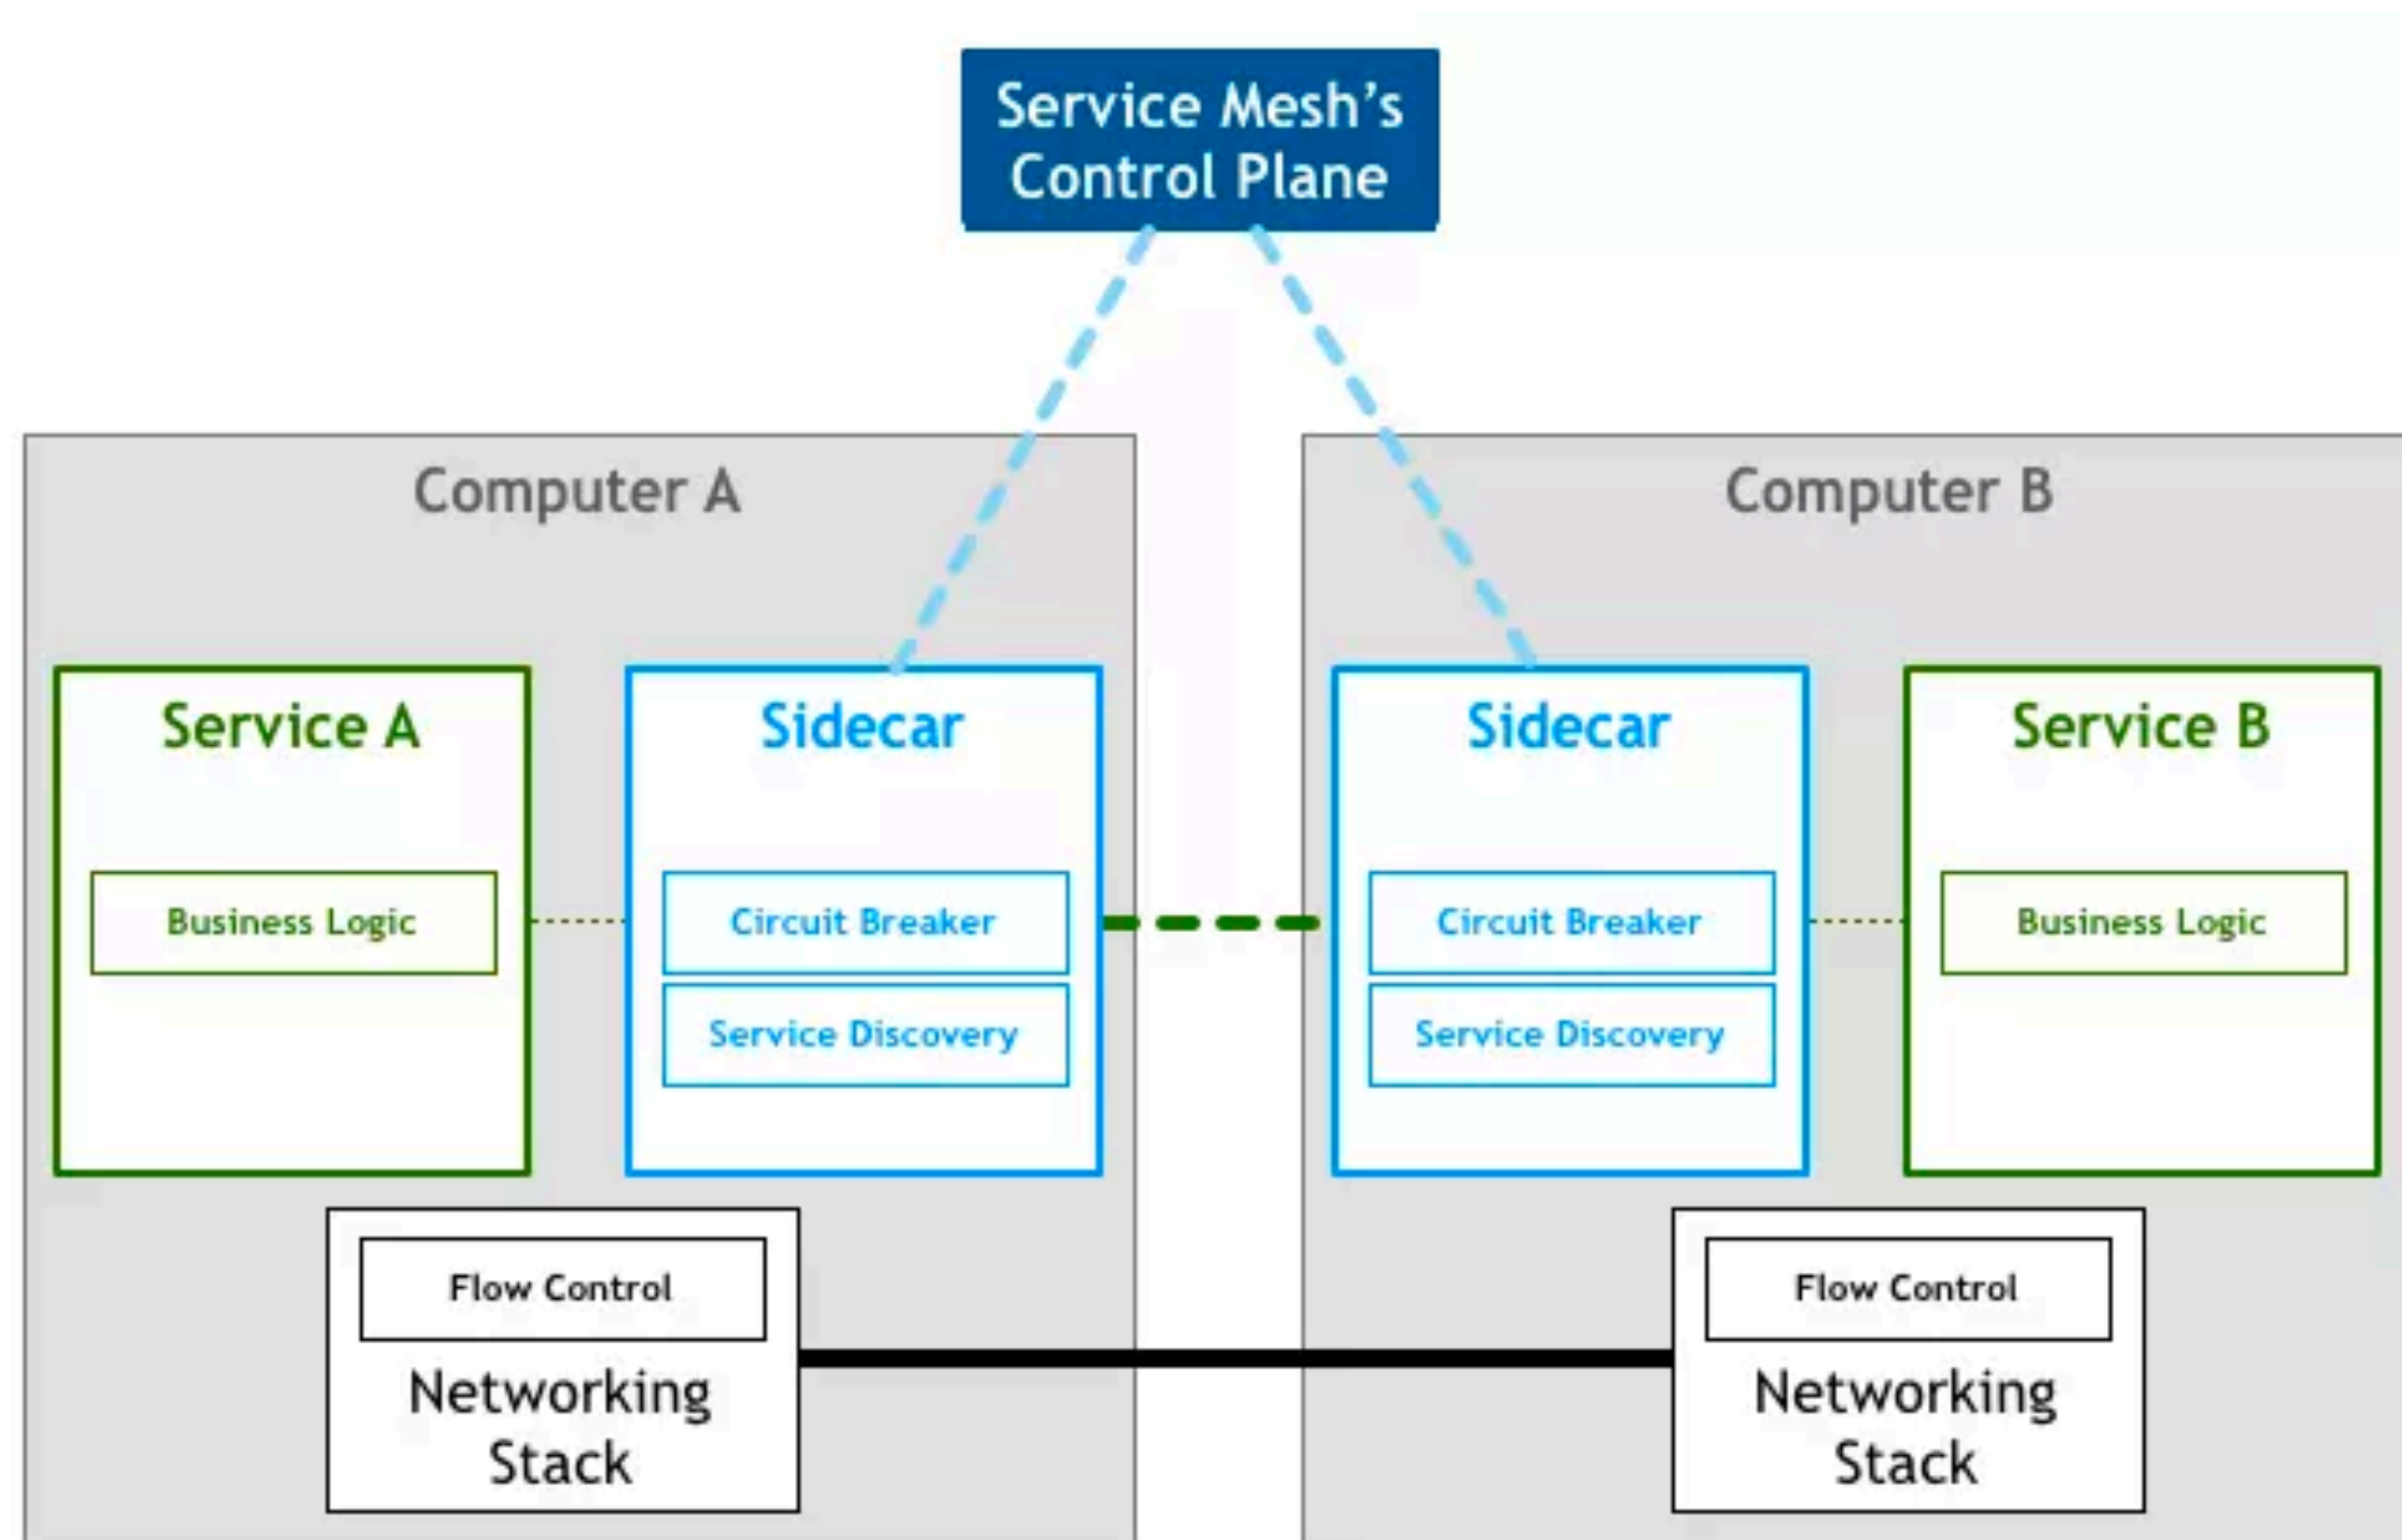 Service Mesh’s
Control Plane
Computer A
Computer B
Service A
Sidecar
Sidecar
Service B
Business Logic
Circuit Breaker
Circuit Breaker
Business Logic
Service Discovery
Service Discovery
Flow Control
Flow Control
Networking
Stack
Networking
Stack